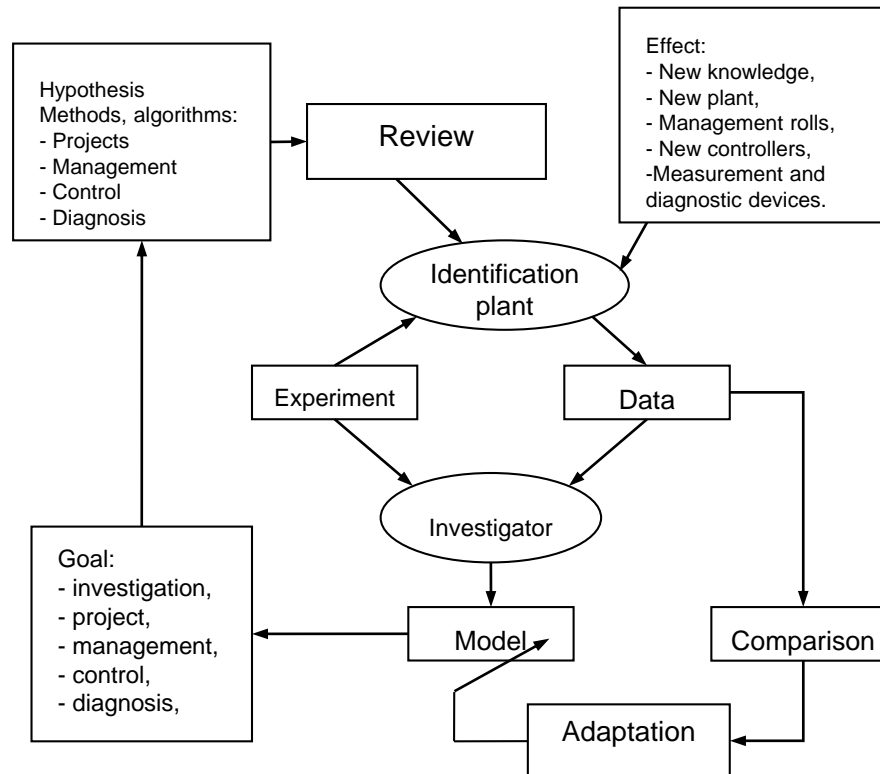 Hypothesis
Methods, algorithms:
- Projects
- Management
- Control
- Diagnosis
Review
Effect:
- New knowledge,
- New plant,
- Management rolls,
- New controllers,
-Measurement and
diagnostic devices.
Identification
plant
Experiment
Data
Investigator
Goal:
- investigation,
- project,
- management,
- control,
- diagnosis,
Model
Comparison
Adaptation